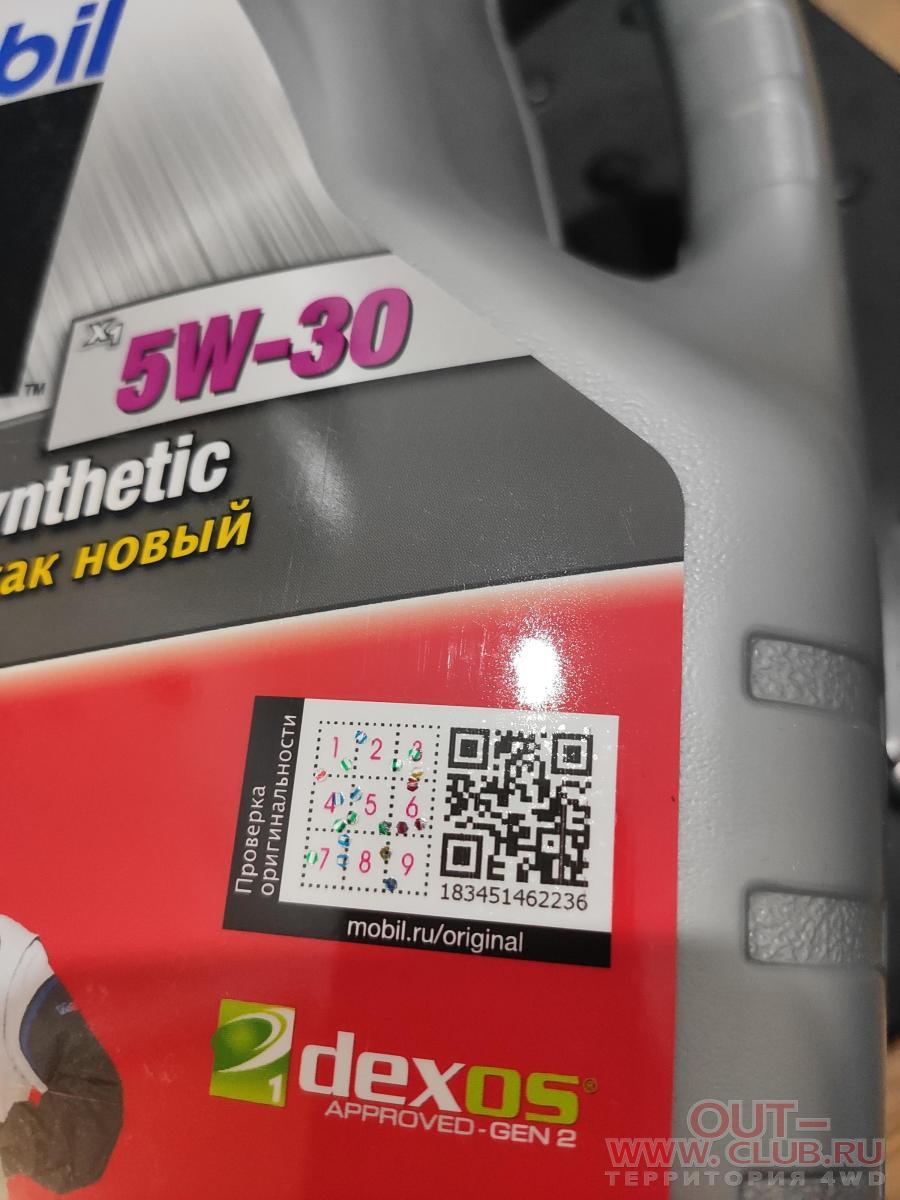 bil
X1 5W-30
TM
ynthetic
как новый
Проверка
оригинальности
1 2 3
4 5 6
7 8 9
183451462236
mobil.ru/original
1
dexos®
APPROVED-GEN 2
OUT-
WWW.CLUB.RU
ТЕРРИТОРИЯ 4WD